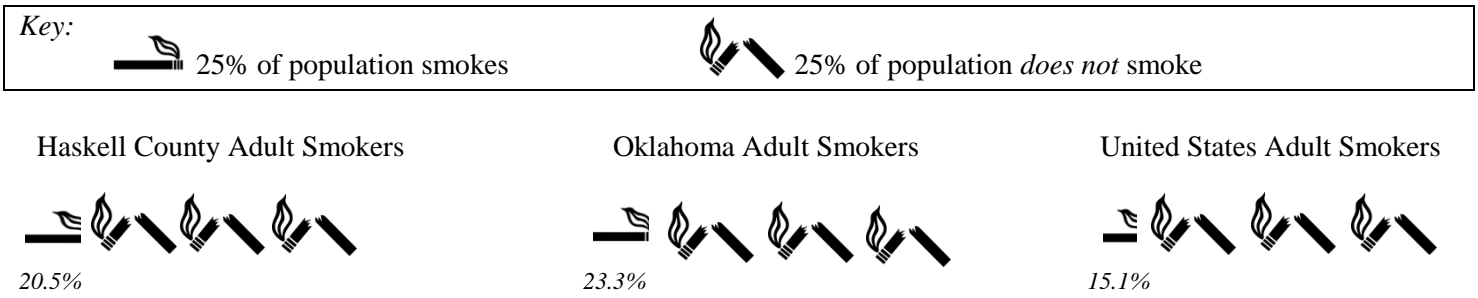 Key:
25% of population smokes 25% of population does not smoke
Haskell County Adult Smokers Oklahoma Adult Smokers United States Adult Smokers
20.5% 23.3% 15.1%